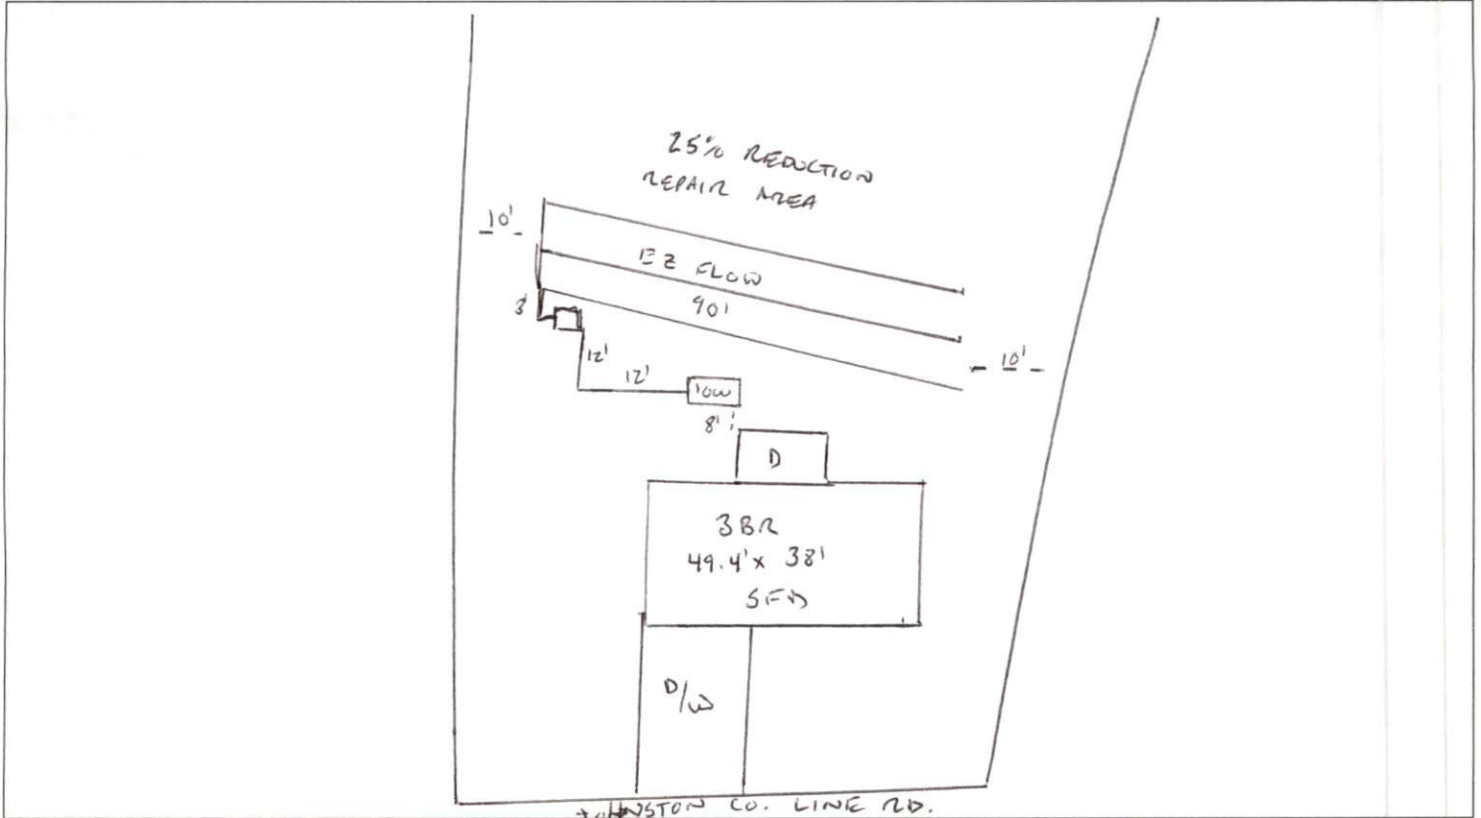 25% REDUCTION
REPAIR AREA
10'
EZ FLOW
90'
8'
12'
12'
10'
8'
D
3BR
49.4' x 38'
SFD
D/W
JOHNSTON CO. LINE RD.